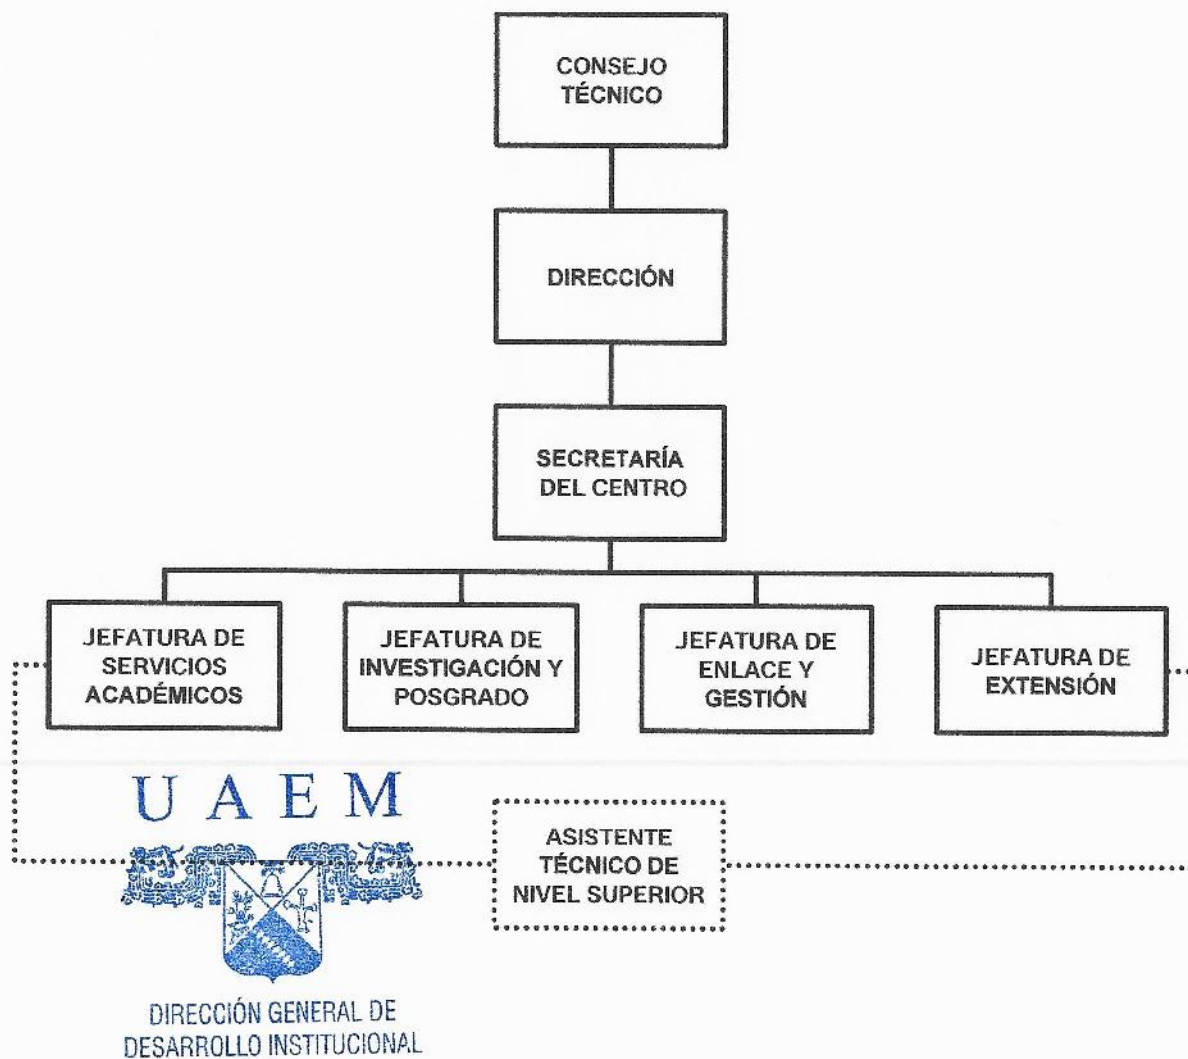 CONSEJO
TÉCNICO
DIRECCIÓN
SECRETARÍA
DEL CENTRO
JEFATURA DE
SERVICIOS
ACADÉMICOS
JEFATURA DE
INVESTIGACIÓN Y
POSGRADO
JEFATURA DE
ENLACE Y
GESTIÓN
JEFATURA DE
EXTENSIÓN
U A E M
ASISTENTE
TÉCNICO DE
NIVEL SUPERIOR
DIRECCIÓN GENERAL DE
DESARROLLO INSTITUCIONAL